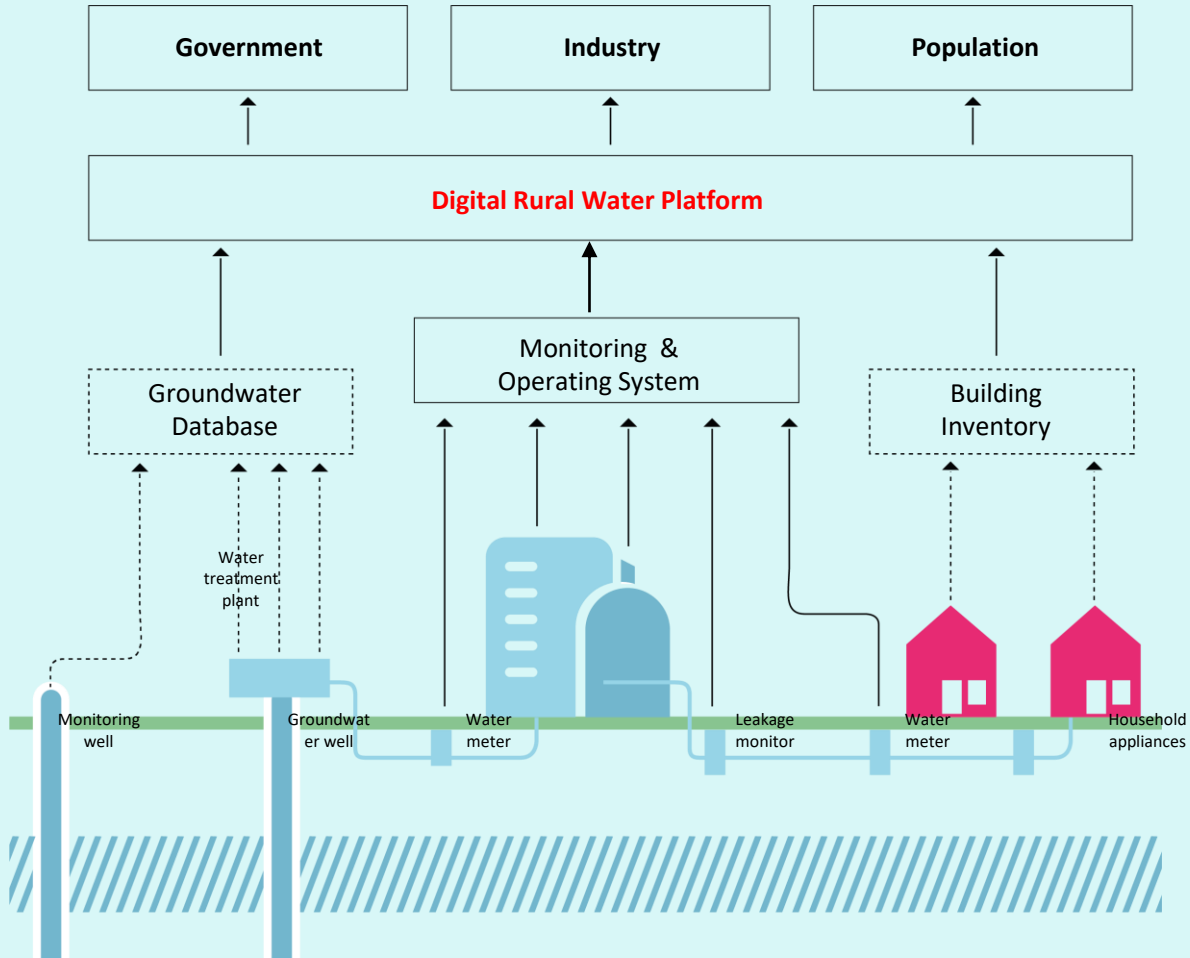 Government
Industry
Population
Digital Rural Water Platform
Monitoring &
Operating System
Groundwater
Database
Building
Inventory
Water
treatment
plant
Monitoring
well
Groundwat
er well
Water
meter
Leakage
monitor
Water
meter
Household
appliances